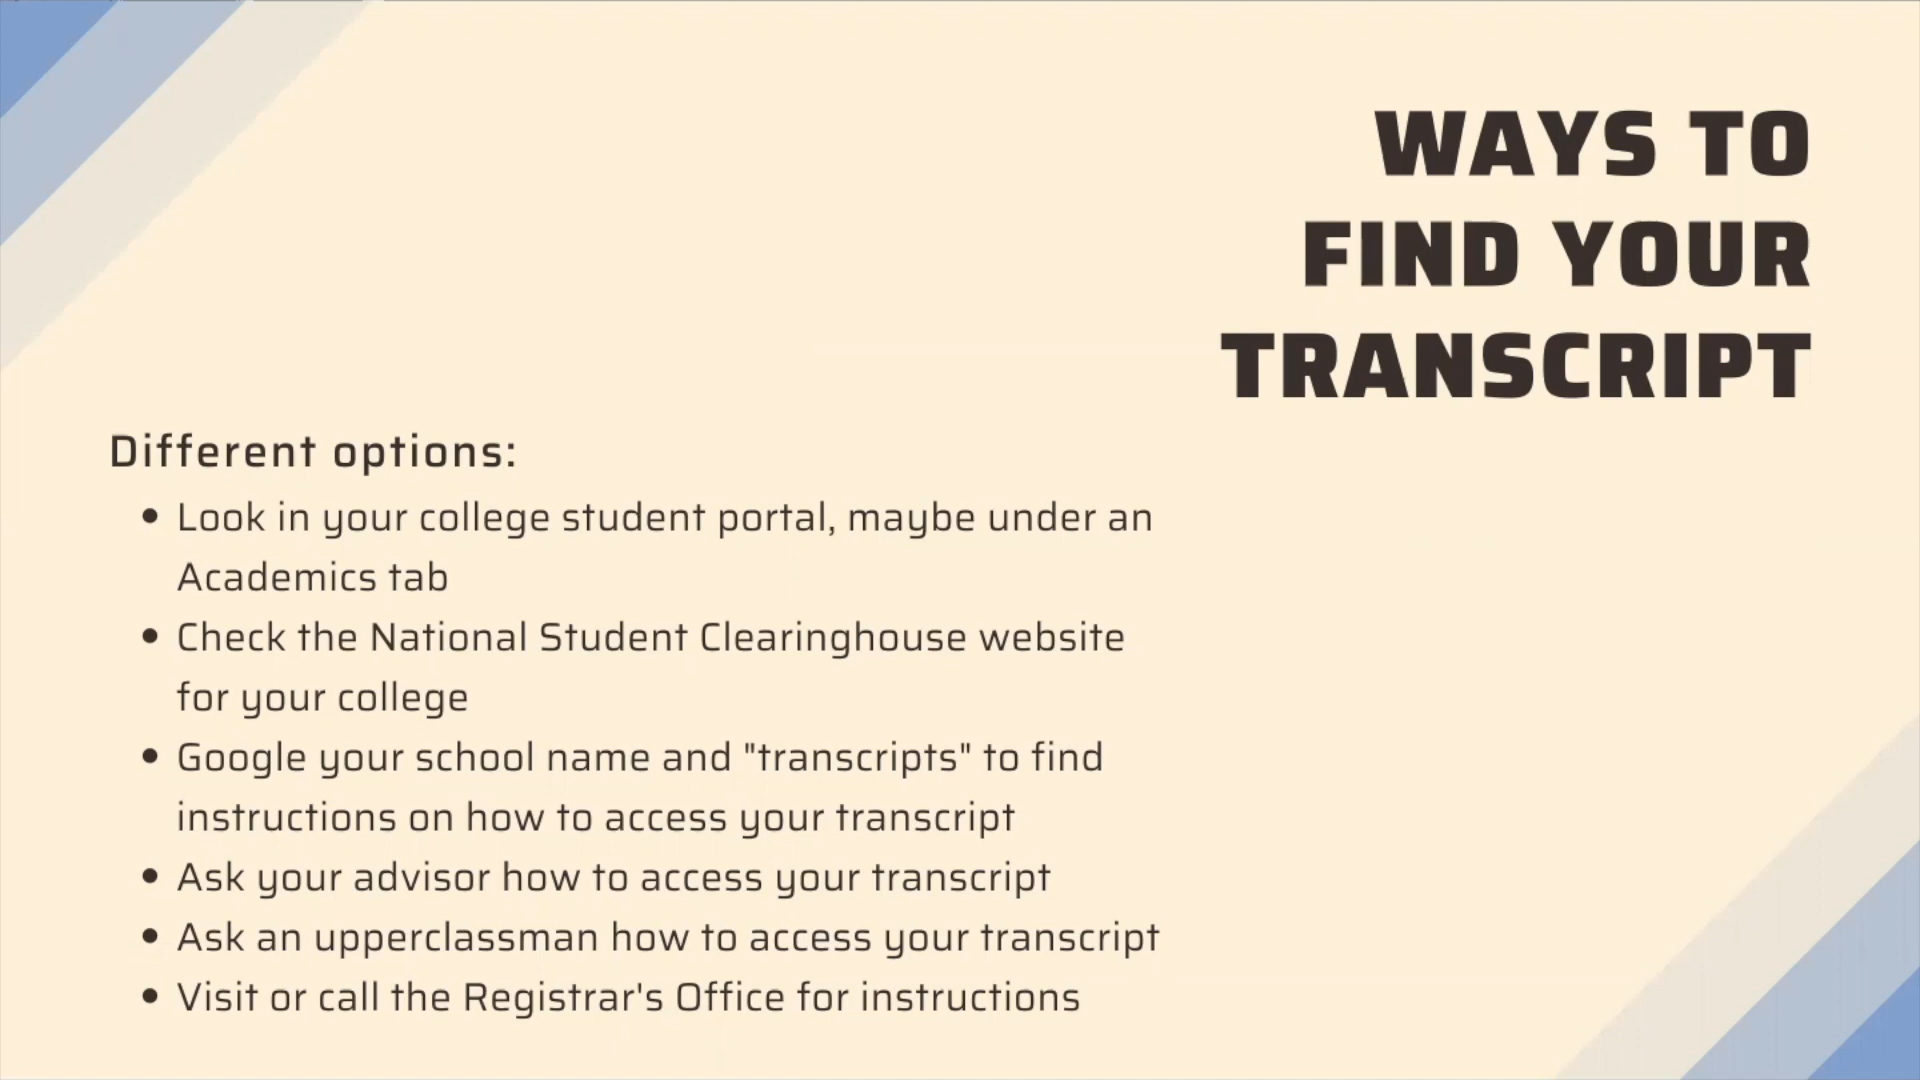 WAYS TO
FIND YOUR
TRANSCRIPT
Different options:
• Look in your college student portal, maybe under an
Academics tab
• Check the National Student Clearinghouse website
for your college
• Google your school name and "transcripts" to find
instructions on how to access your transcript
• Ask your advisor how to access your transcript
• Ask an upperclassman how to access your transcript
• Visit or call the Registrar's Office for instructions